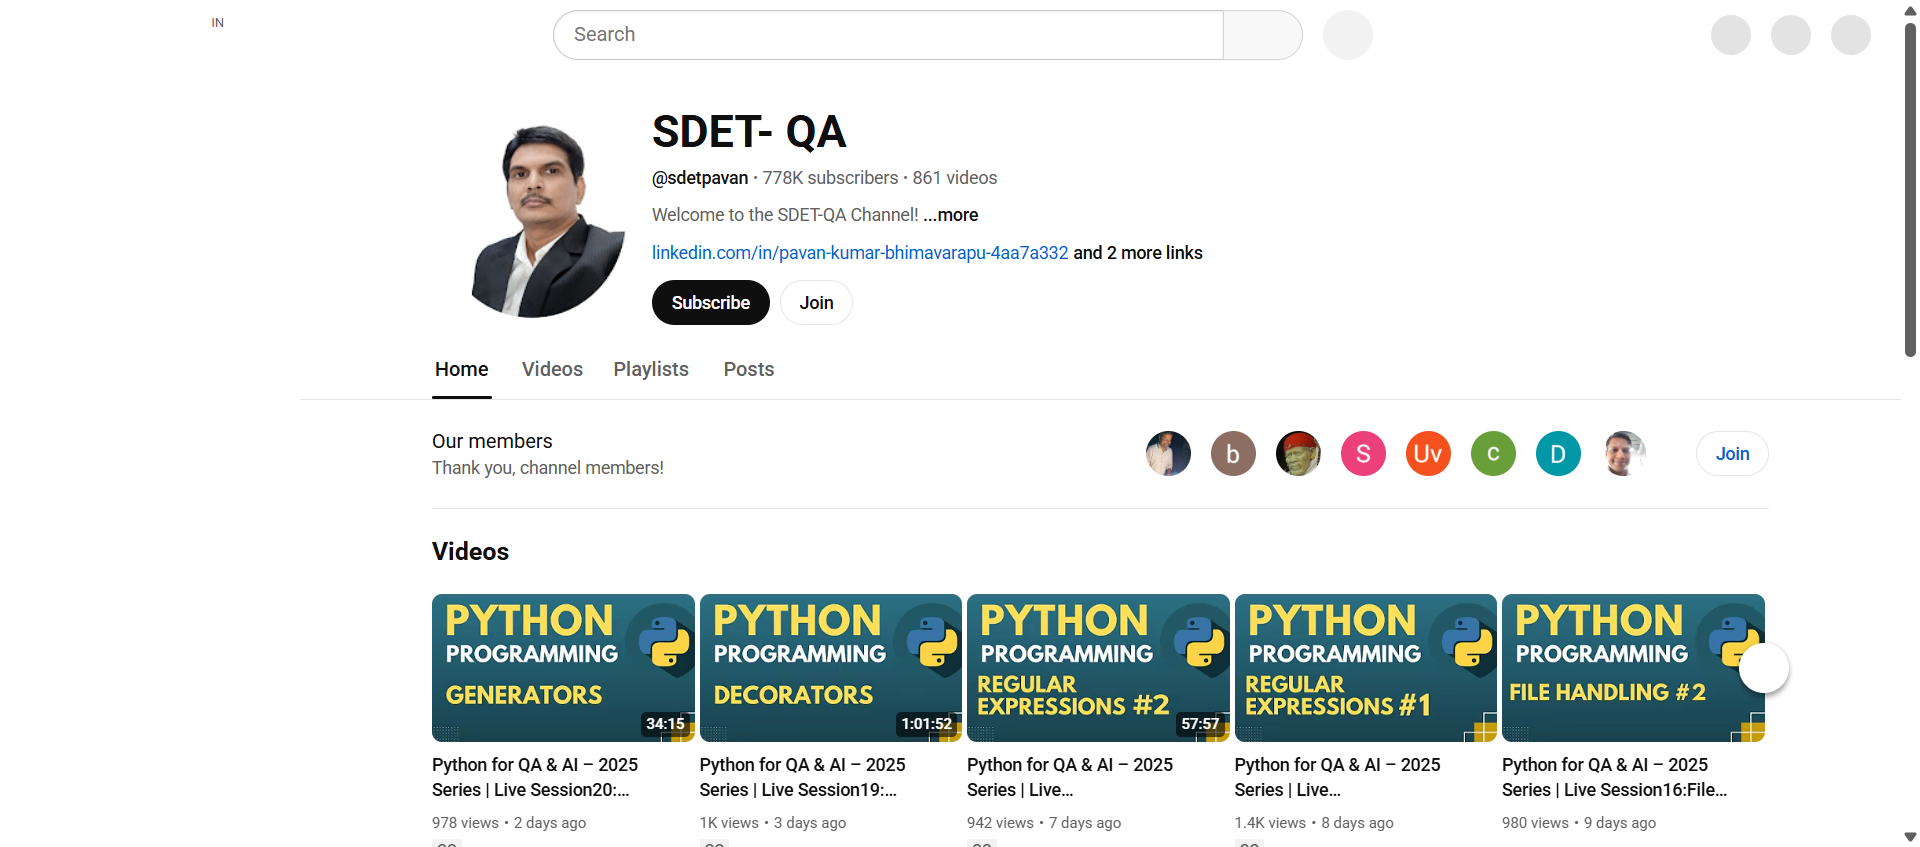 IN
Search
SDET- QA
@sdetpavan • 778K subscribers • 861 videos
Welcome to the SDET-QA Channel! ...more
linkedin.com/in/pavan-kumar-bhimavarapu-4aa7a332 and 2 more links
Subscribe
Join
Home
Videos
Playlists
Posts
Our members
Thank you, channel members!
b
S
Uv
c
D
Join
Videos
PYTHON
PROGRAMMING
GENERATORS
34:15
Python for QA & AI – 2025
Series | Live Session20:...
978 views • 2 days ago
PYTHON
PROGRAMMING
DECORATORS
1:01:52
Python for QA & AI – 2025
Series | Live Session19:...
1K views • 3 days ago
PYTHON
PROGRAMMING
REGULAR
EXPRESSIONS #2
57:57
Python for QA & AI – 2025
Series | Live...
942 views • 7 days ago
PYTHON
PROGRAMMING
REGULAR
EXPRESSIONS #1
Python for QA & AI – 2025
Series | Live...
1.4K views • 8 days ago
PYTHON
PROGRAMMING
FILE HANDLING #2
Python for QA & AI – 2025
Series | Live Session16:File...
980 views • 9 days ago